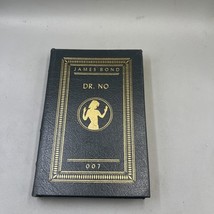 JAMES BOND
DR. NO
007